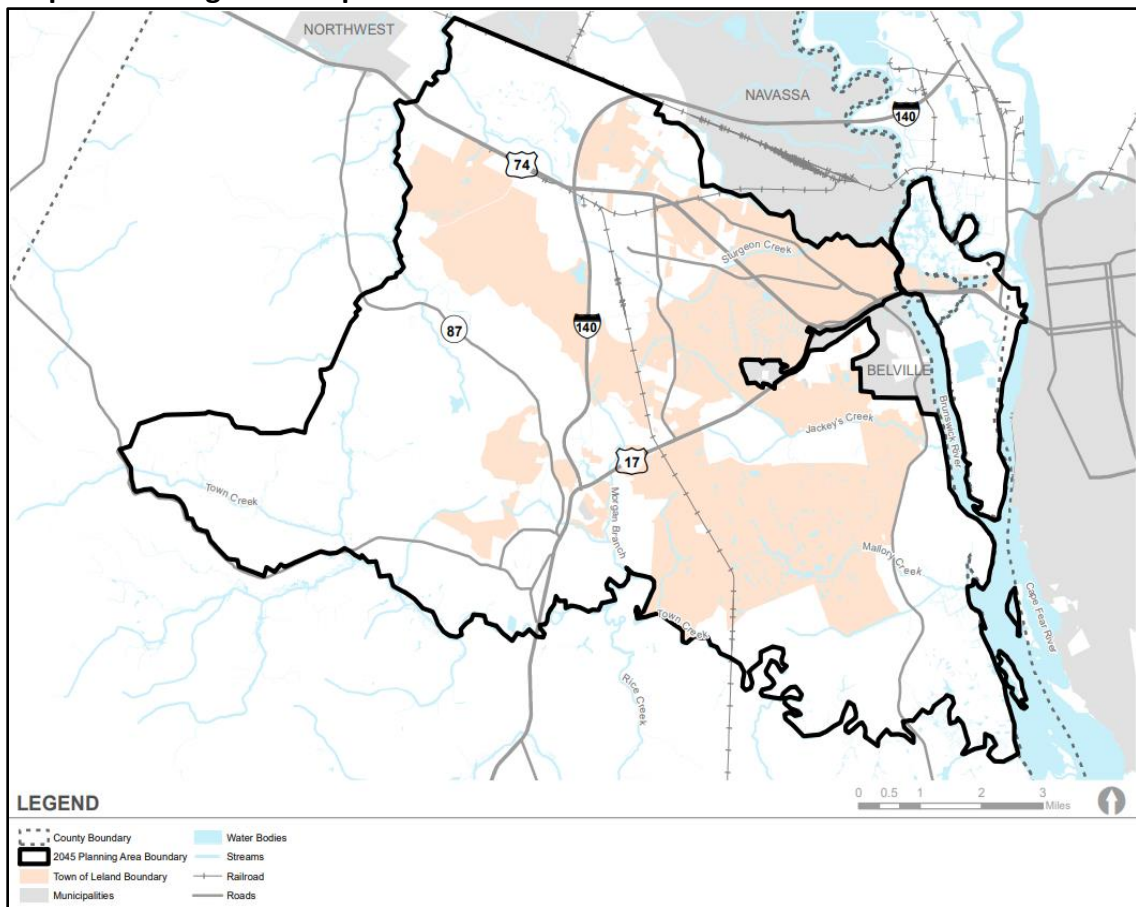 NORTHWEST
NAVASSA
140
74
Sturgeon Creek
87
140
BELVILLE
Brunswick River
Jackey's Creek
17
Town Creek
Morgan Branch
Mallory Creek
Town Creek
Cape Fear River
Rice Creek
LEGEND
0 0.5 1 2 3
Miles
County Boundary
2045 Planning Area Boundary
Town of Leland Boundary
Municipalities
Water Bodies
Streams
Railroad
Roads